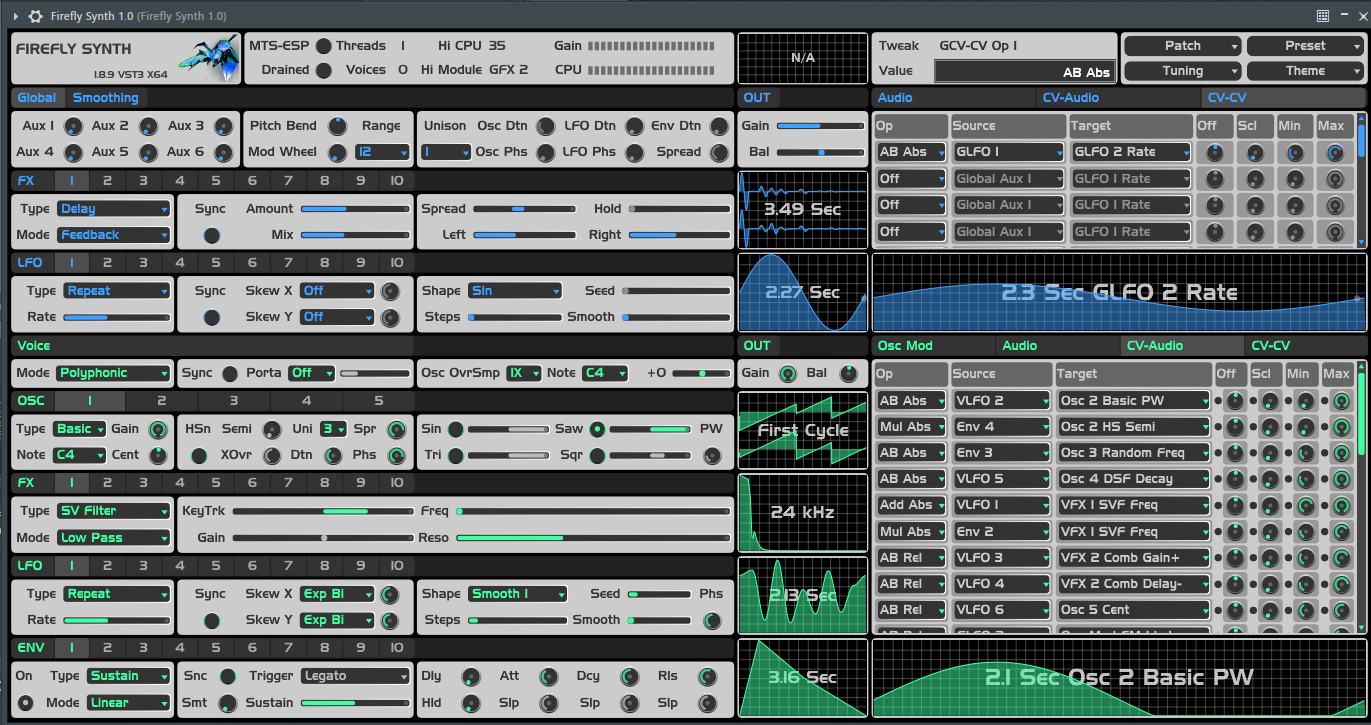 Firefly Synth 1.0 (Firefly Synth 1.0)
FIREFLY SYNTH
1.8.9 VST3 X64
MTS-ESP Threads 1 Hi CPU 35 Gain
Drained Voices 0 Hi Module GFX 2 CPU
N/A
Tweak GCV-CV Op 1
Value AB Abs
Patch Preset
Tuning Theme
Global Smoothing OUT Audio CV-Audio CV-CV
Aux 1 Aux 2 Aux 3 Pitch Bend Range Unison Osc Dtn LFO Dtn Env Dtn Gain
Aux 4 Aux 5 Aux 6 Mod Wheel 12 1 Osc Phs LFO Phs Spread Bal
Op Source Target Off Scl Min Max
AB Abs GLFO 1 GLFO 2 Rate
Off Global Aux 1 GLFO 1 Rate
Off Global Aux 1 GLFO 1 Rate
Off Global Aux 1 GLFO 1 Rate
FX 1 2 3 4 5 6 7 8 9 10
Type Delay Sync Amount Spread Hold
Mode Feedback Mix Left Right
3.49 Sec
LFO 1 2 3 4 5 6 7 8 9 10
Type Repeat Sync Skew X Off Shape Sin Seed
Rate Skew Y Off Steps Smooth
2.27 Sec
2.3 Sec GLFO 2 Rate
Voice OUT Osc Mod Audio CV-Audio CV-CV
Mode Polyphonic Sync Porta Off Osc OvrSmp 1X Note C4 +0 Gain Bal
OSC 1 2 3 4 5
Type Basic Gain HSn Semi Uni 3 Spr Sin Saw PW
Note C4 Cent XOvr Dtn Phs Tri Sqr
First Cycle
FX 1 2 3 4 5 6 7 8 9 10
Type SV Filter KeyTrk Freq
Mode Low Pass Gain Reso
24 kHz
LFO 1 2 3 4 5 6 7 8 9 10
Type Repeat Sync Skew X Exp Bi Shape Smooth 1 Seed Phs
Rate Skew Y Exp Bi Steps Smooth
2.13 Sec
ENV 1 2 3 4 5 6 7 8 9 10
On Type Sustain Snc Trigger Legato Dly Att Dcy Rls
Mode Linear Smt Sustain Hld Slp Slp Slp
3.16 Sec
Op Source Target Off Scl Min Max
AB Abs VLFO 2 Osc 2 Basic PW
Mul Abs Env 4 Osc 2 HS Semi
AB Abs Env 3 Osc 3 Random Freq
AB Abs VLFO 5 Osc 4 DSF Decay
Add Abs VLFO 1 VFX 1 SVF Freq
Mul Abs Env 2 VFX 1 SVF Freq
AB Rel VLFO 3 VFX 2 Comb Gain+
AB Rel VLFO 4 VFX 2 Comb Delay-
AB Rel VLFO 6 Osc 5 Cent
2.1 Sec Osc 2 Basic PW